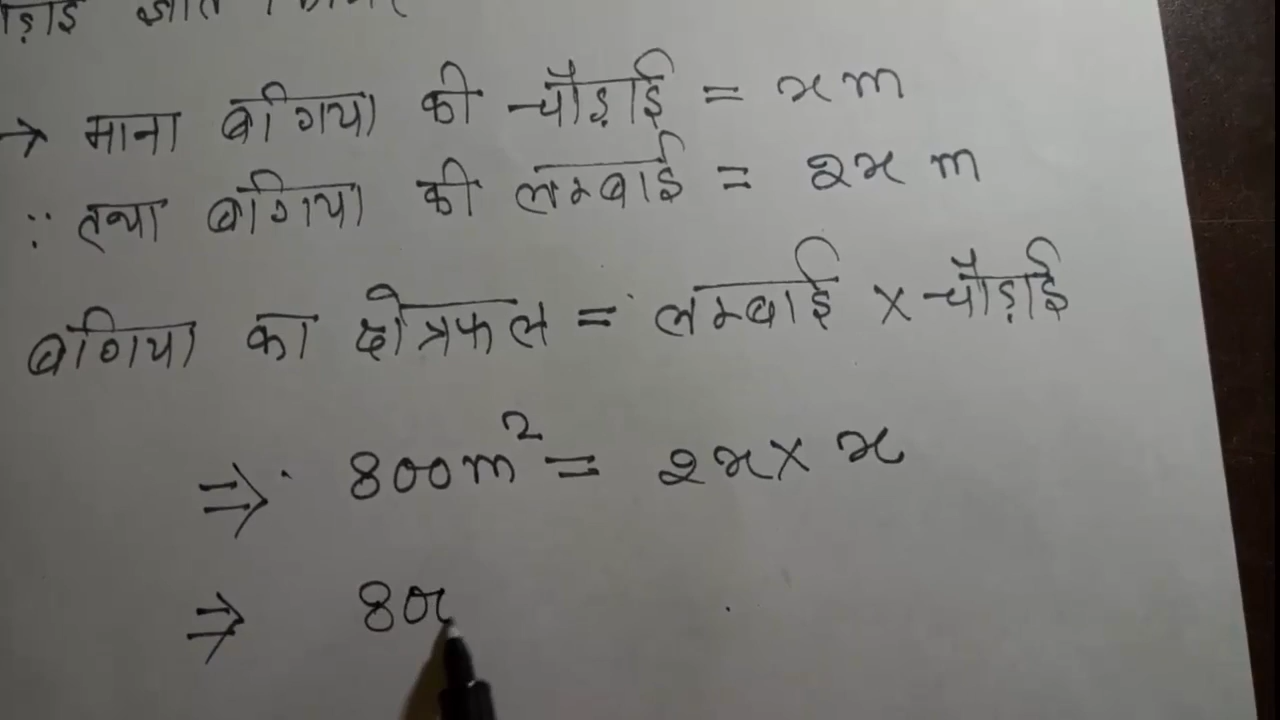 → माना बगिया की चौड़ाई = x m
∵ तथा बगिया की लम्बाई = 2x m
बगिया का क्षेत्रफल = लम्बाई × चौड़ाई
⇒ 800m² = 2x × x
⇒ 80